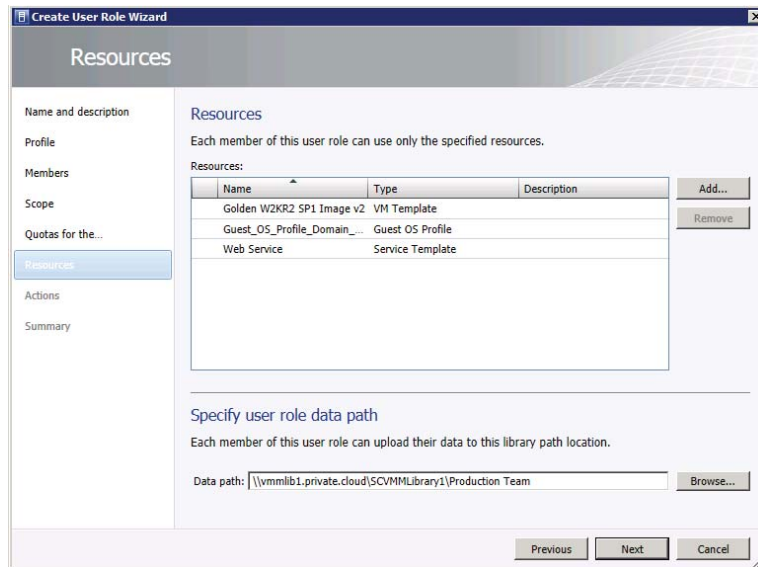 Create User Role Wizard
Resources
Name and description
Profile
Members
Scope
Quotas for the...
Resources
Actions
Summary
Resources
Each member of this user role can use only the specified resources.
Resources:
Name Type Description
Golden W2KR2 SP1 Image v2 VM Template
Guest_OS_Profile_Domain_... Guest OS Profile
Web Service Service Template
Add...
Remove
Specify user role data path
Each member of this user role can upload their data to this library path location.
Data path: \\vmmlib1.private.cloud\SCVMMLibrary1\Production Team
Browse...
Previous Next Cancel